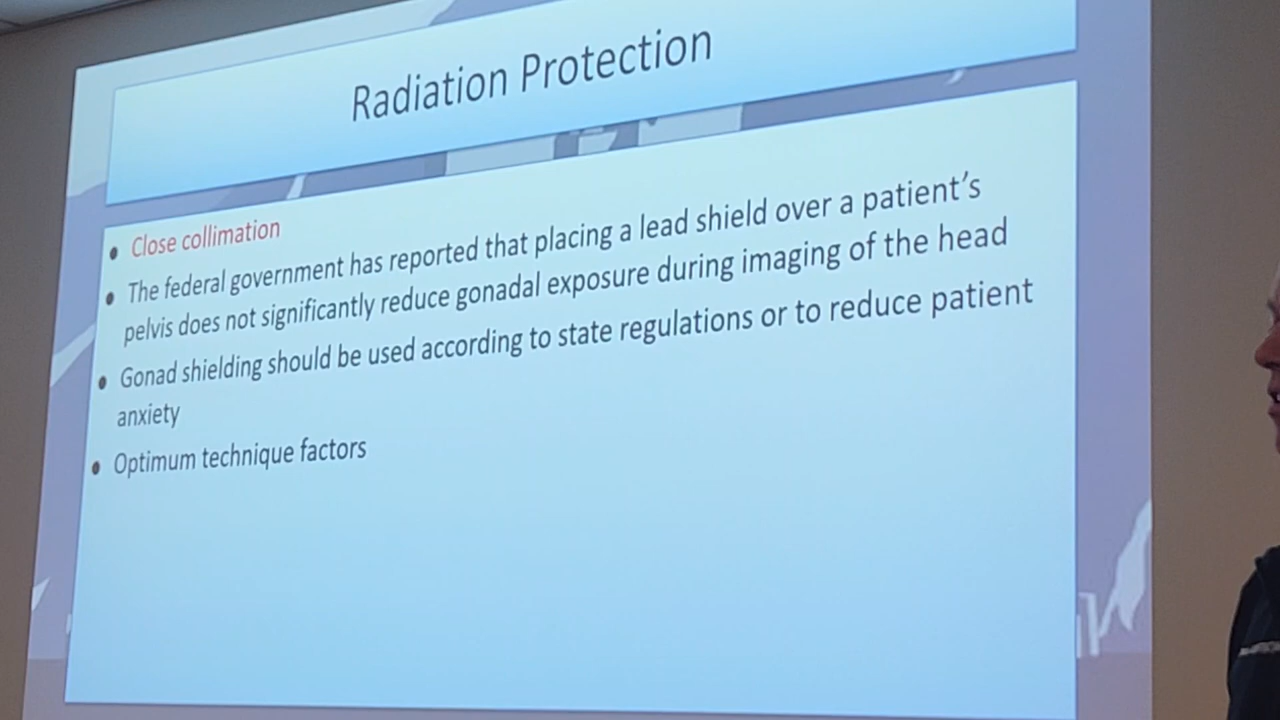 Radiation Protection
• Close collimation
• The federal government has reported that placing a lead shield over a patient's
pelvis does not significantly reduce gonadal exposure during imaging of the head
• Gonad shielding should be used according to state regulations or to reduce patient
anxiety
• Optimum technique factors